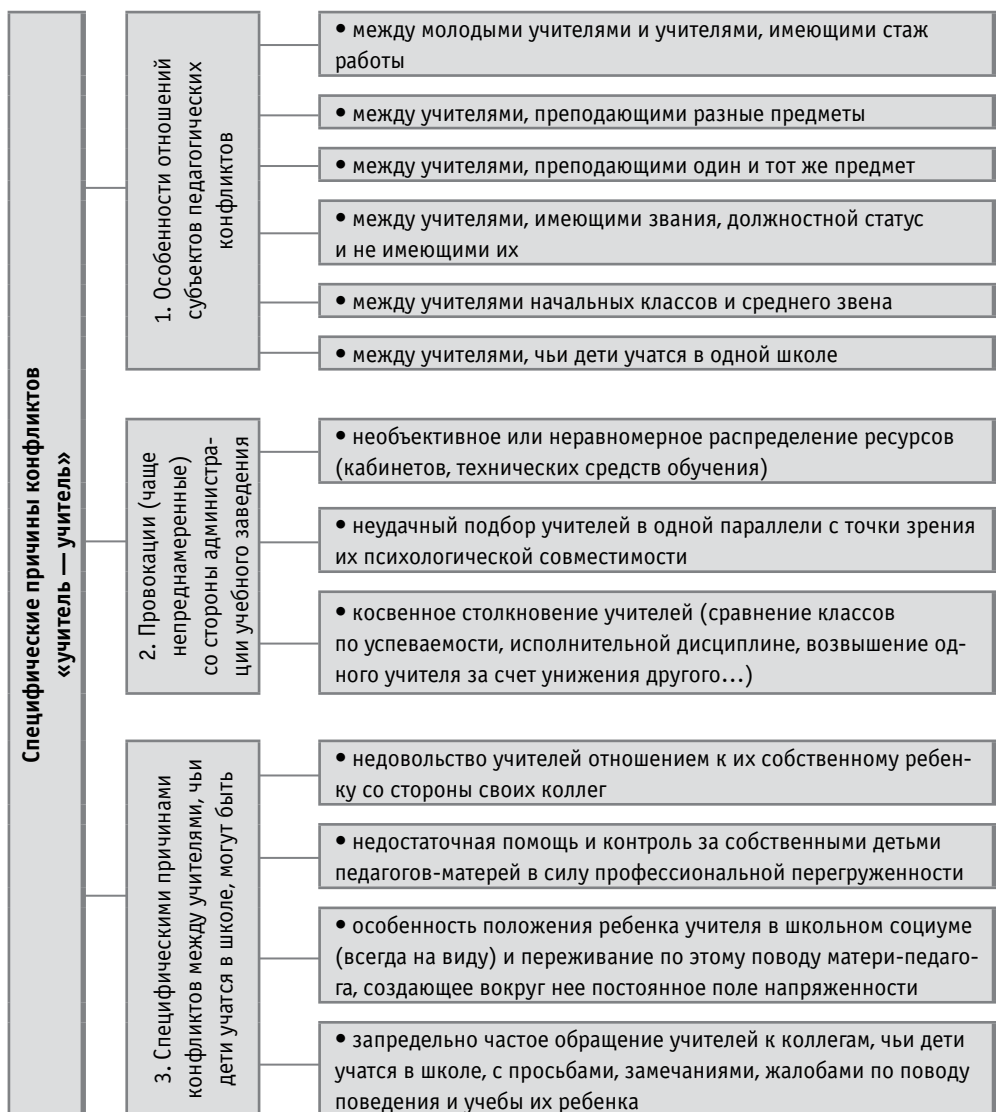 Специфические причины конфликтов
«учитель — учитель»
1. Особенности отношений
субъектов педагогических
конфликтов
• между молодыми учителями и учителями, имеющими стаж
работы
• между учителями, преподающими разные предметы
• между учителями, преподающими один и тот же предмет
• между учителями, имеющими звания, должностной статус
и не имеющими их
• между учителями начальных классов и среднего звена
• между учителями, чьи дети учатся в одной школе
2. Провокации (чаще
непреднамеренные)
со стороны администра-
ции учебного заведения
• необъективное или неравномерное распределение ресурсов
(кабинетов, технических средств обучения)
• неудачный подбор учителей в одной параллели с точки зрения
их психологической совместимости
• косвенное столкновение учителей (сравнение классов
по успеваемости, исполнительной дисциплине, возвышение од-
ного учителя за счет унижения другого...)
3. Специфическими причинами
конфликтов между учителями, чьи
дети учатся в школе, могут быть
• недовольство учителей отношением к их собственному ребен-
ку со стороны своих коллег
• недостаточная помощь и контроль за собственными детьми
педагогов-матерей в силу профессиональной перегруженности
• особенность положения ребенка учителя в школьном социуме
(всегда на виду) и переживание по этому поводу матери-педаго-
га, создающее вокруг нее постоянное поле напряженности
• запредельно частое обращение учителей к коллегам, чьи дети
учатся в школе, с просьбами, замечаниями, жалобами по поводу
поведения и учебы их ребенка